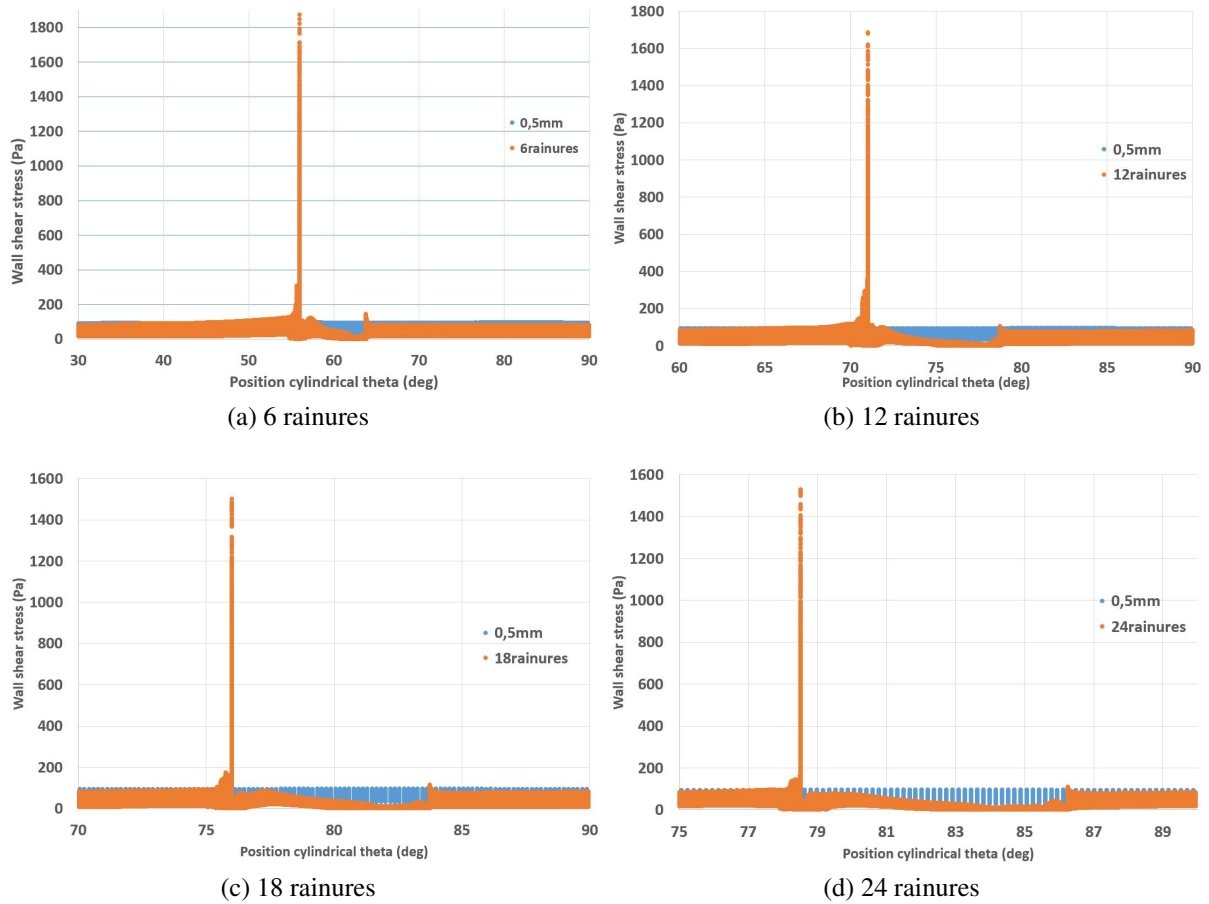 1800
1600
1400
1200
1000
800
600
400
200
0
Wall shear stress (Pa)
0,5mm
6rainures
30 40 50 60 70 80 90
Position cylindrical theta (deg)
(a) 6 rainures
1800
1600
1400
1200
1000
800
600
400
200
0
Wall shear stress (Pa)
0,5mm
12rainures
60 65 70 75 80 85 90
Position cylindrical theta (deg)
(b) 12 rainures
1600
1400
1200
1000
800
600
400
200
0
Wall shear stress (Pa)
0,5mm
18rainures
70 75 80 85 90
Position cylindrical theta (deg)
(c) 18 rainures
1600
1400
1200
1000
800
600
400
200
0
Wall shear stress (Pa)
0,5mm
24rainures
75 77 79 81 83 85 87 89
Position cylindrical theta (deg)
(d) 24 rainures